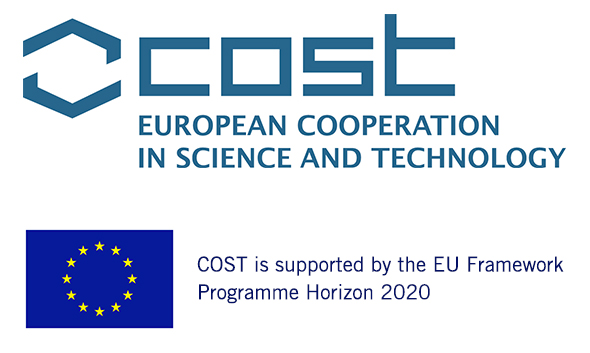 cost
EUROPEAN COOPERATION
IN SCIENCE AND TECHNOLOGY
COST is supported by the EU Framework
Programme Horizon 2020